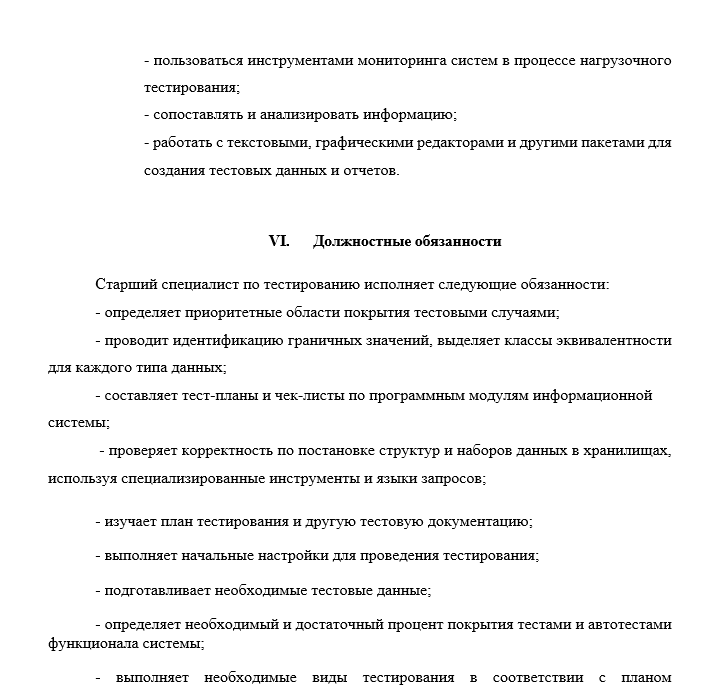 - пользоваться инструментами мониторинга систем в процессе нагрузочного
тестирования;
- сопоставлять и анализировать информацию;
- работать с текстовыми, графическими редакторами и другими пакетами для
создания тестовых данных и отчетов.
VI. Должностные обязанности
Старший специалист по тестированию исполняет следующие обязанности:
- определяет приоритетные области покрытия тестовыми случаями;
- проводит идентификацию граничных значений, выделяет классы эквивалентности
для каждого типа данных;
- составляет тест-планы и чек-листы по программным модулям информационной
системы;
- проверяет корректность по постановке структур и наборов данных в хранилищах,
используя специализированные инструменты и языки запросов;
- изучает план тестирования и другую тестовую документацию;
- выполняет начальные настройки для проведения тестирования;
- подготавливает необходимые тестовые данные;
- определяет необходимый и достаточный процент покрытия тестами и автотестами
функционала системы;
- выполняет необходимые виды тестирования в соответствии с планом